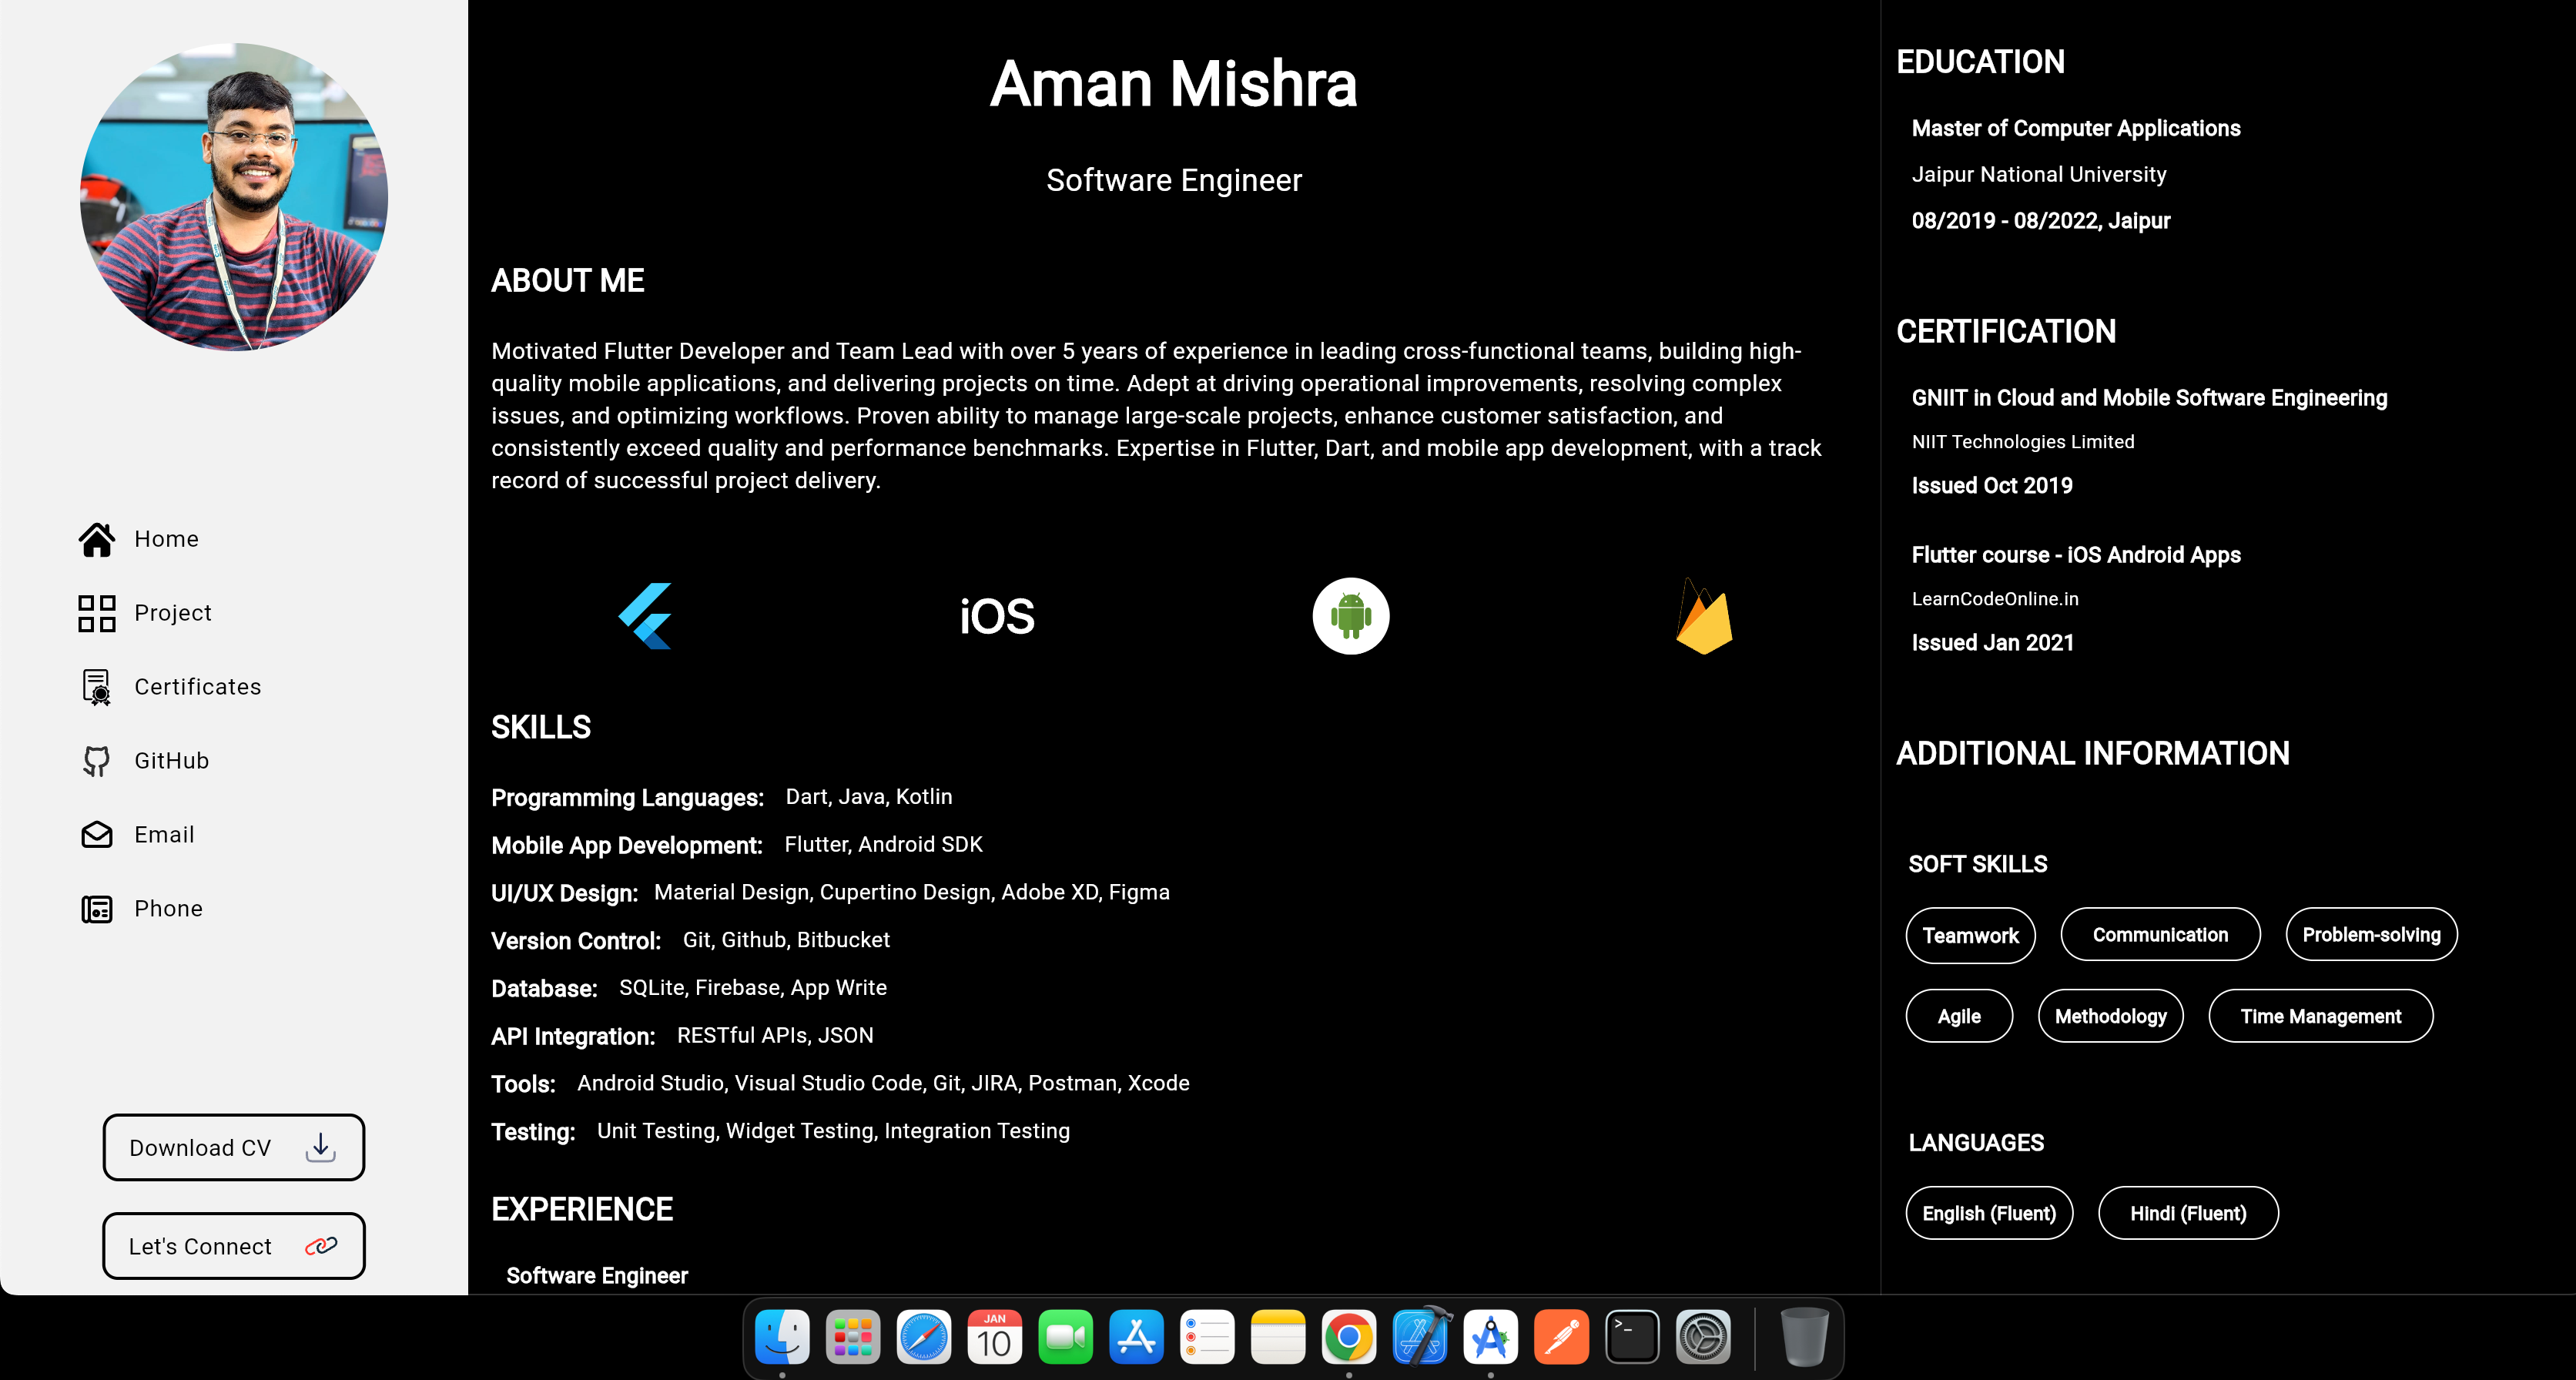 Home
Project
Certificates
GitHub
Email
Phone
Download CV
Let's Connect
Aman Mishra
Software Engineer
ABOUT ME
Motivated Flutter Developer and Team Lead with over 5 years of experience in leading cross-functional teams, building high-
quality mobile applications, and delivering projects on time. Adept at driving operational improvements, resolving complex
issues, and optimizing workflows. Proven ability to manage large-scale projects, enhance customer satisfaction, and
consistently exceed quality and performance benchmarks. Expertise in Flutter, Dart, and mobile app development, with a track
record of successful project delivery.
iOS
SKILLS
Programming Languages: Dart, Java, Kotlin
Mobile App Development: Flutter, Android SDK
UI/UX Design: Material Design, Cupertino Design, Adobe XD, Figma
Version Control: Git, Github, Bitbucket
Database: SQLite, Firebase, App Write
API Integration: RESTful APIs, JSON
Tools: Android Studio, Visual Studio Code, Git, JIRA, Postman, Xcode
Testing: Unit Testing, Widget Testing, Integration Testing
EXPERIENCE
Software Engineer
EDUCATION
Master of Computer Applications
Jaipur National University
08/2019 - 08/2022, Jaipur
CERTIFICATION
GNIIT in Cloud and Mobile Software Engineering
NIIT Technologies Limited
Issued Oct 2019
Flutter course - iOS Android Apps
LearnCodeOnline.in
Issued Jan 2021
ADDITIONAL INFORMATION
SOFT SKILLS
Teamwork Communication Problem-solving
Agile Methodology Time Management
LANGUAGES
English (Fluent) Hindi (Fluent)
JAN
10
>_